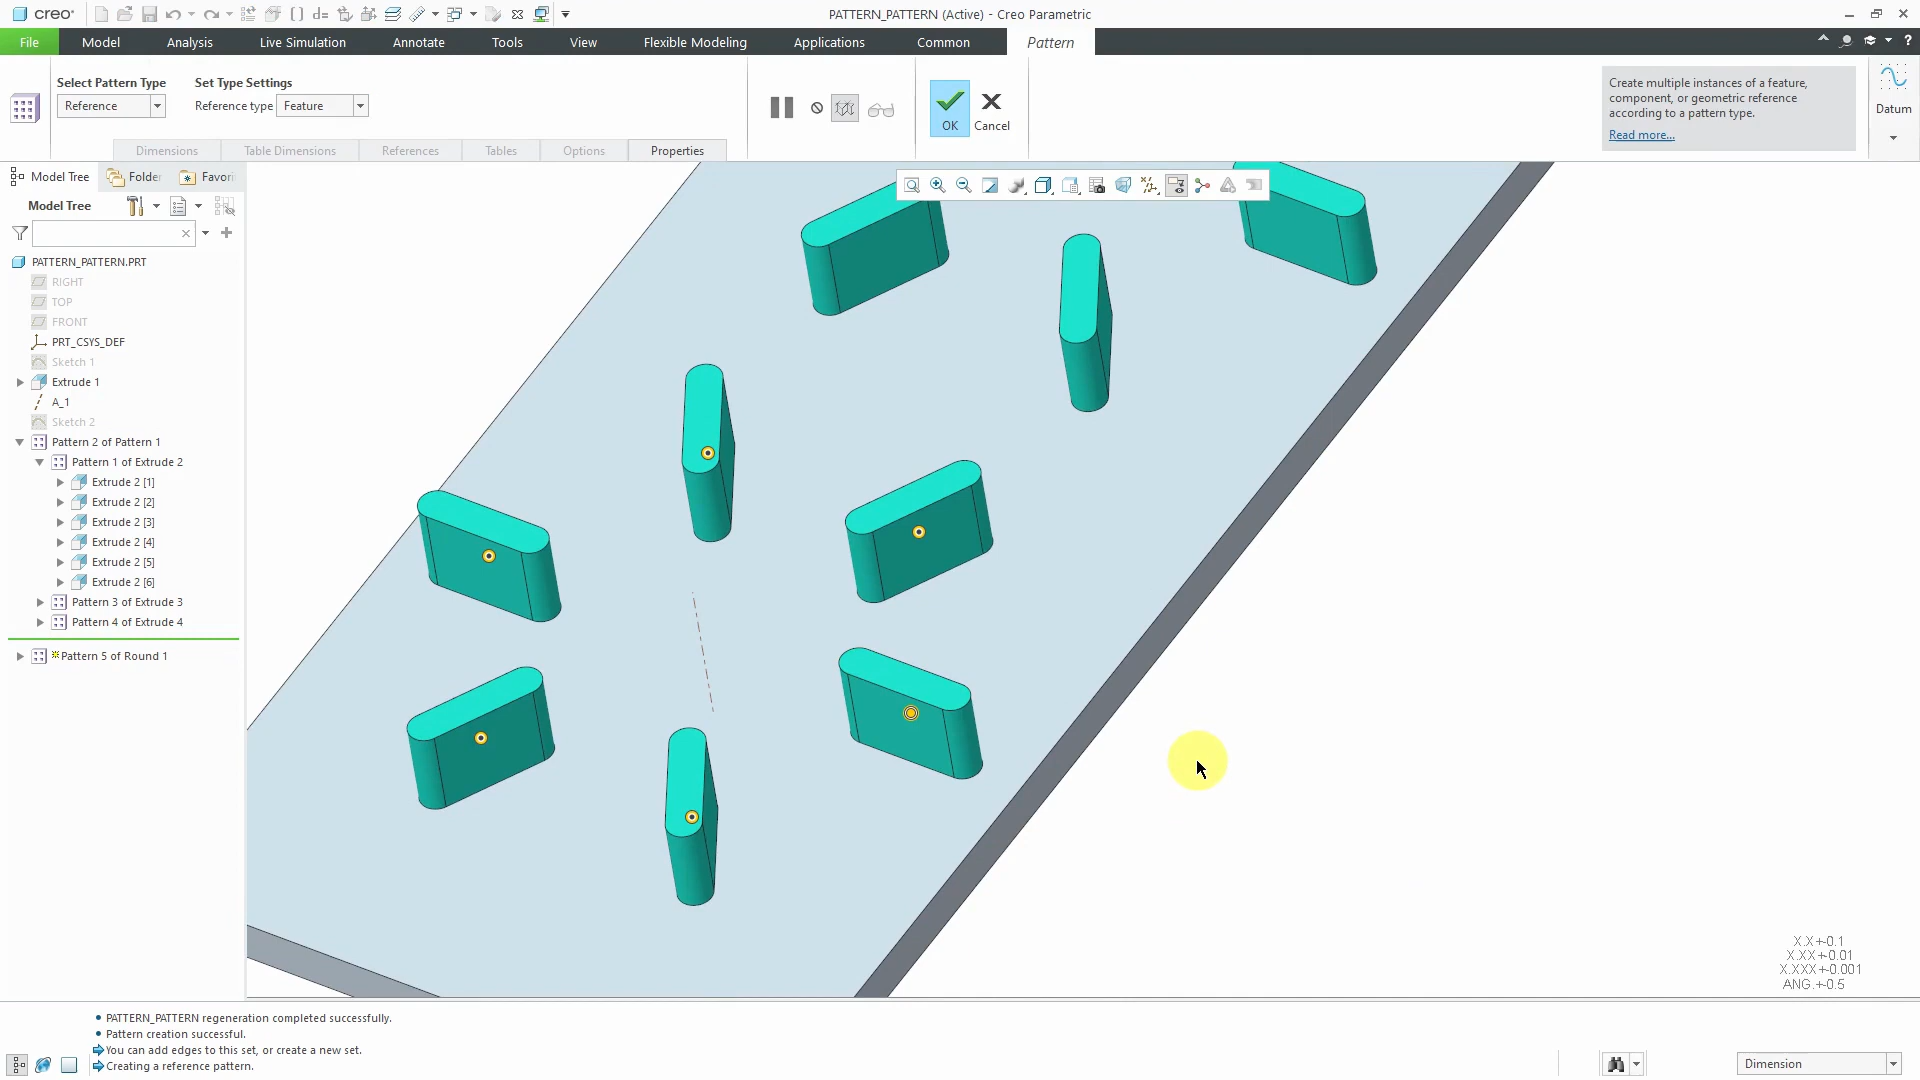 creo
PATTERN_PATTERN (Active) - Creo Parametric
File
Model
Analysis
Live Simulation
Annotate
Tools
View
Flexible Modeling
Applications
Common
Pattern
Select Pattern Type
Set Type Settings
Reference
Reference type
Feature
OK
Cancel
Create multiple instances of a feature,
component, or geometric reference
according to a pattern type.
Read more...
Datum
Dimensions
Table Dimensions
References
Tables
Options
Properties
Model Tree
Folder
Favori
Model Tree
PATTERN_PATTERN.PRT
RIGHT
TOP
FRONT
PRT_CSYS_DEF
Sketch 1
Extrude 1
A_1
Sketch 2
Pattern 2 of Pattern 1
Pattern 1 of Extrude 2
Extrude 2 [1]
Extrude 2 [2]
Extrude 2 [3]
Extrude 2 [4]
Extrude 2 [5]
Extrude 2 [6]
Pattern 3 of Extrude 3
Pattern 4 of Extrude 4
Pattern 5 of Round 1
X.X+-0.1
X.XX+-0.01
X.XXX+-0.001
ANG.+-0.5
PATTERN_PATTERN regeneration completed successfully.
Pattern creation successful.
You can add edges to this set, or create a new set.
Creating a reference pattern.
Dimension